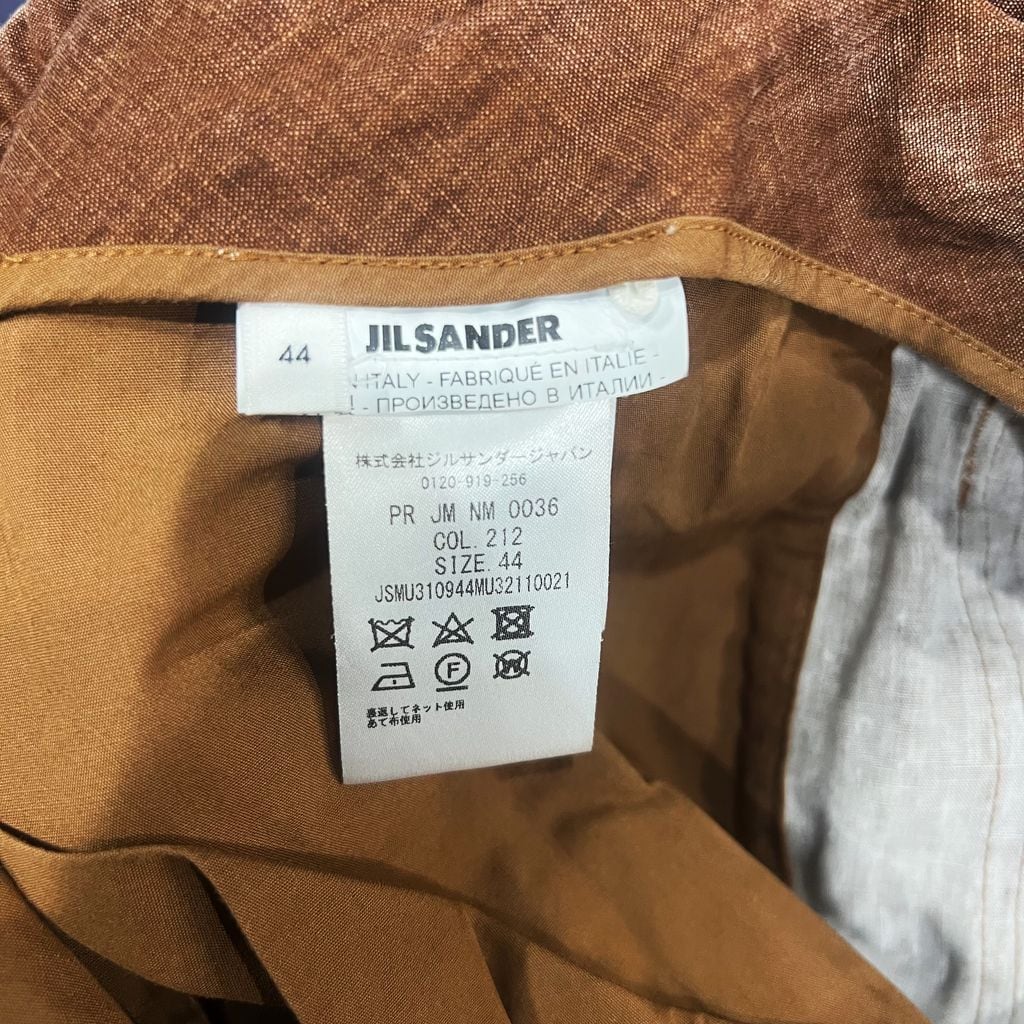 44
JIL SANDER
ITALY - FABRIQUÉ EN ITALIE -
- ПРОИЗВЕДЕНО В ИТАЛИИ -
株式会社ジルサンダージャパン
0120-919-256
PR JM NM 0036
COL. 212
SIZE. 44
JSMU310944MU32110021
F
W
裏返してネット使用
あて布使用